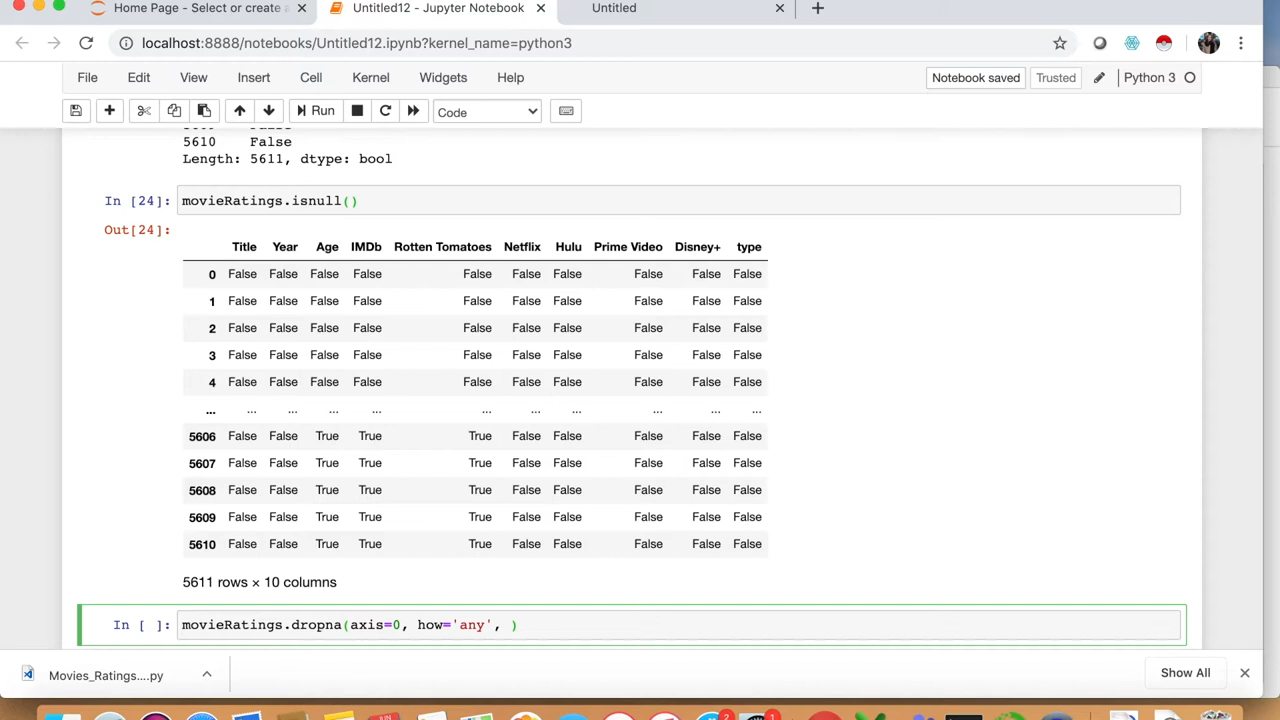 Home Page - Select or create a
Untitled12 - Jupyter Notebook
Untitled
localhost:8888/notebooks/Untitled12.ipynb?kernel_name=python3
File Edit View Insert Cell Kernel Widgets Help
Notebook saved Trusted Python 3
Run Code
5610 False
Length: 5611, dtype: bool
In [24]: movieRatings.isnull()
Out[24]:
Title Year Age IMDb Rotten Tomatoes Netflix Hulu Prime Video Disney+ type
0 False False False False False False False False False False
1 False False False False False False False False False False
2 False False False False False False False False False False
3 False False False False False False False False False False
4 False False False False False False False False False False
... ... ... ... ... ... ... ... ... ... ...
5606 False False True True True False False False False False
5607 False False True True True False False False False False
5608 False False True True True False False False False False
5609 False False True True True False False False False False
5610 False False True True True False False False False False
5611 rows × 10 columns
In [ ]: movieRatings.dropna(axis=0, how='any', )
Movies_Ratings....py
Show All
2 1